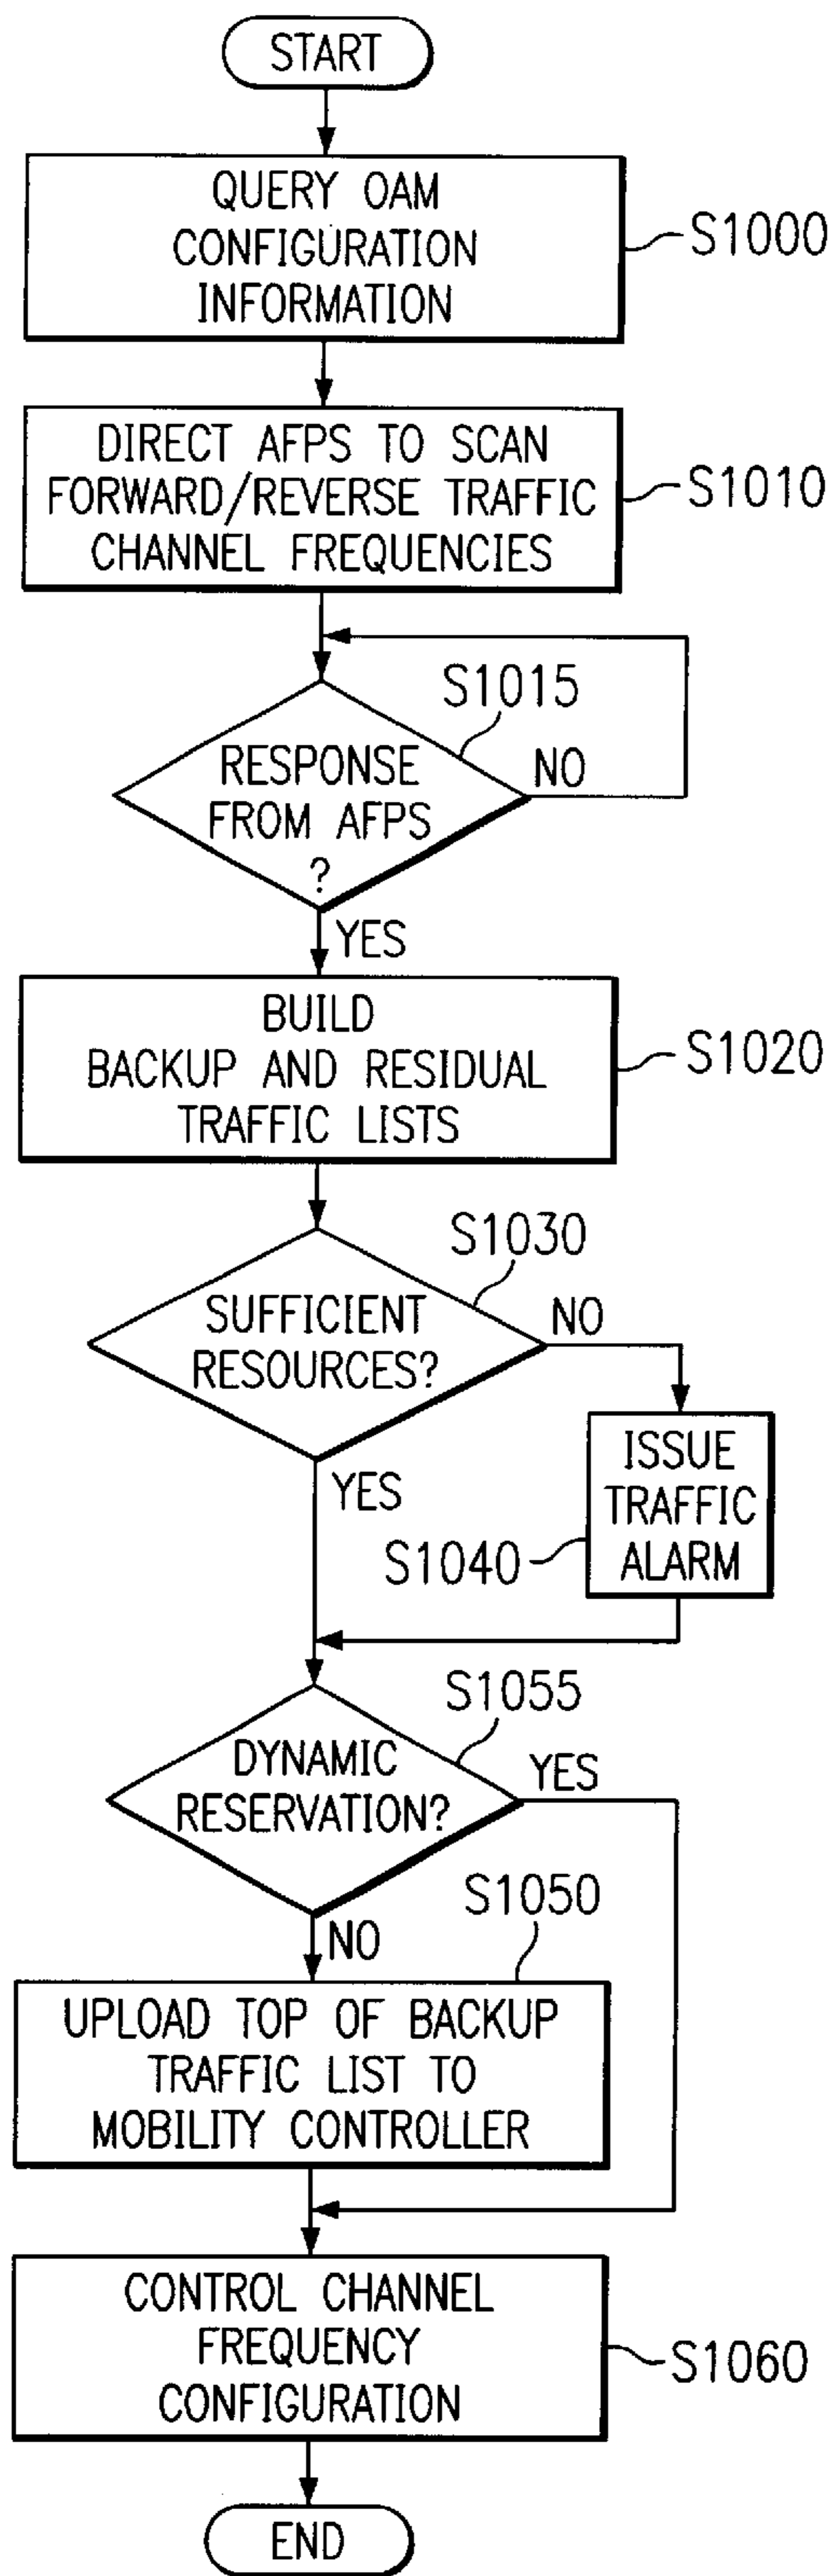 START
QUERY OAM
CONFIGURATION
INFORMATION
S1000
DIRECT AFPS TO SCAN
FORWARD/REVERSE TRAFFIC
CHANNEL FREQUENCIES
S1010
S1015
RESPONSE
FROM AFPS
?
NO
YES
BUILD
BACKUP AND RESIDUAL
TRAFFIC LISTS
S1020
S1030
SUFFICIENT
RESOURCES?
NO
YES
ISSUE
TRAFFIC
ALARM
S1040
S1055
DYNAMIC
RESERVATION?
YES
NO
S1050
UPLOAD TOP OF BACKUP
TRAFFIC LIST TO
MOBILITY CONTROLLER
CONTROL CHANNEL
FREQUENCY
CONFIGURATION
S1060
END